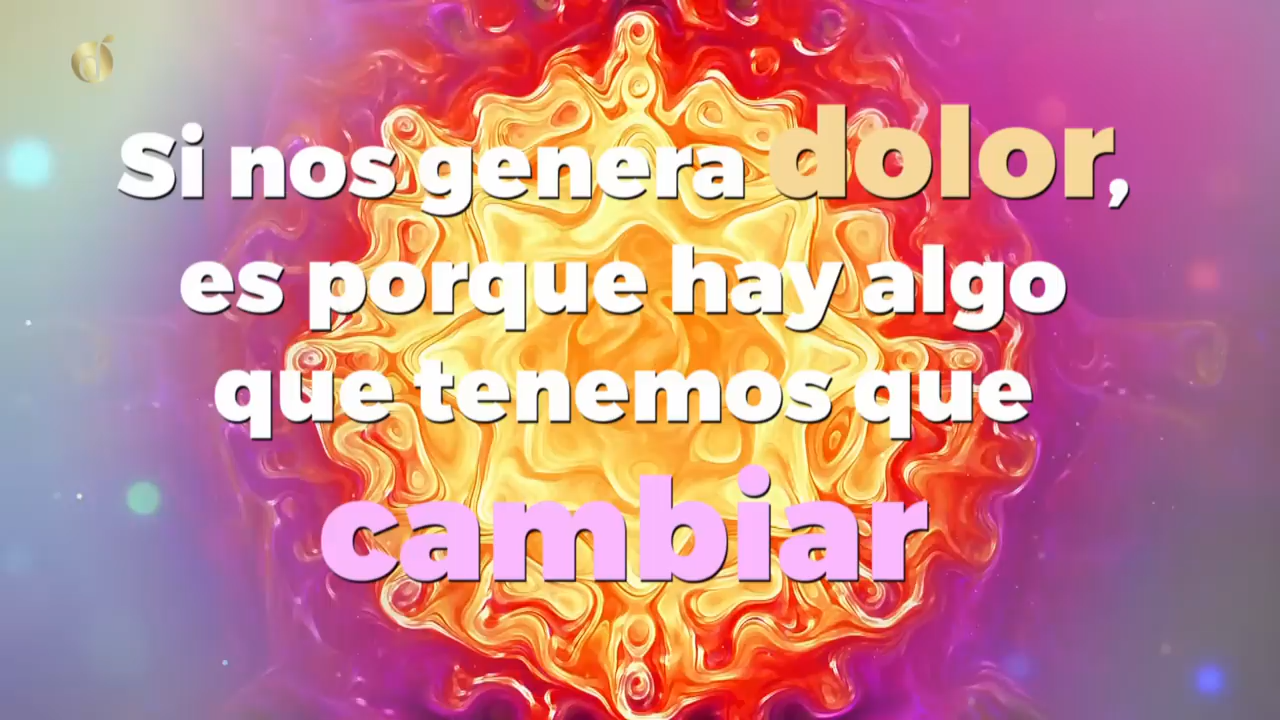 Si nos genera dolor,
es porque hay algo
que tenemos que
cambiar